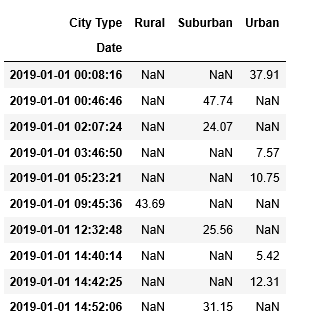 City Type Rural Suburban Urban
Date
2019-01-01 00:08:16 NaN NaN 37.91
2019-01-01 00:46:46 NaN 47.74 NaN
2019-01-01 02:07:24 NaN 24.07 NaN
2019-01-01 03:46:50 NaN NaN 7.57
2019-01-01 05:23:21 NaN NaN 10.75
2019-01-01 09:45:36 43.69 NaN NaN
2019-01-01 12:32:48 NaN 25.56 NaN
2019-01-01 14:40:14 NaN NaN 5.42
2019-01-01 14:42:25 NaN NaN 12.31
2019-01-01 14:52:06 NaN 31.15 NaN